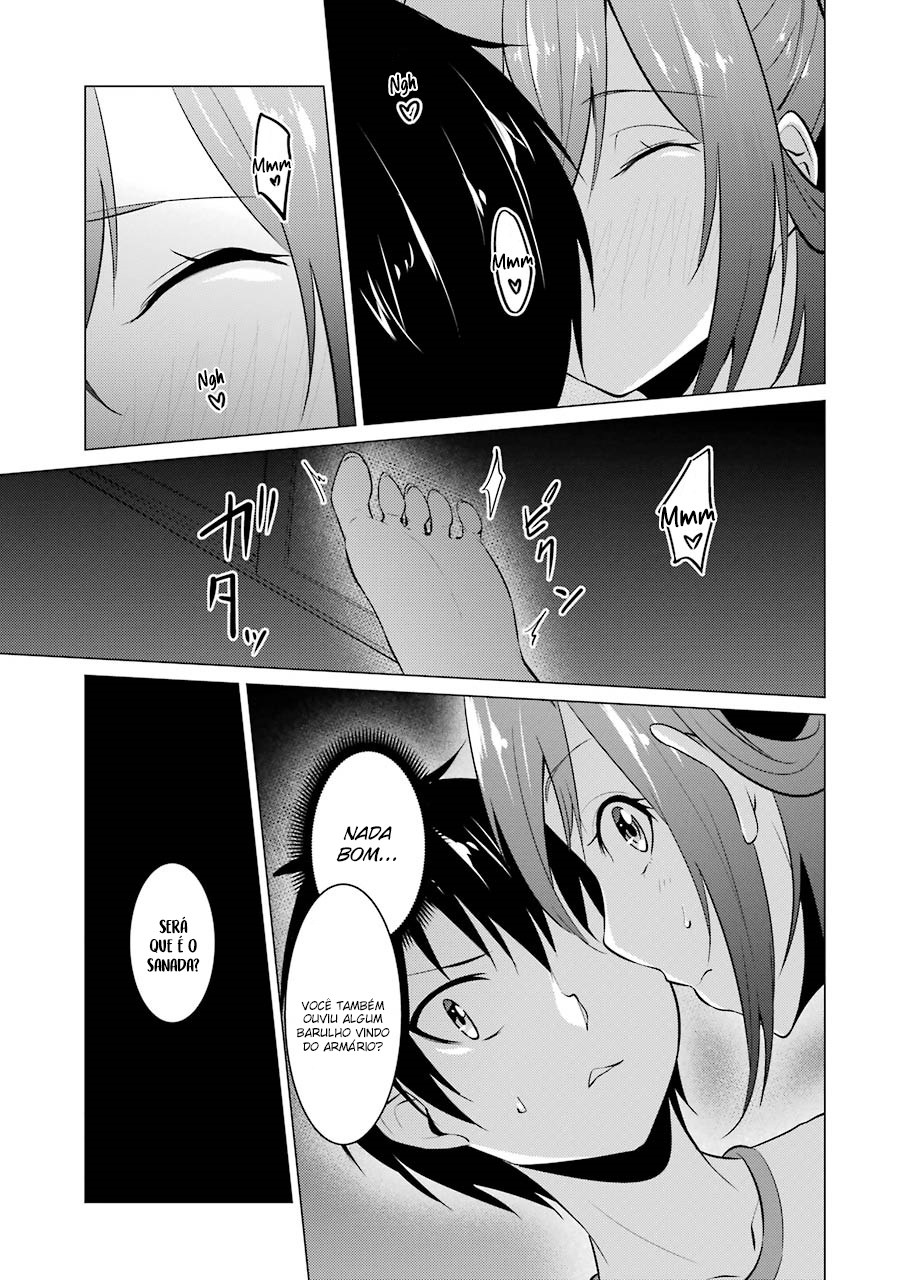 Ngh
♡
Mmm
♡
Mmm
♡
Ngh
♡
Mmm
♡
ビクン
ガタッ
NADA
BOM...
VOCÊ TAMBÉM
OUVIU ALGUM
BARULHO VINDO
DO ARMÁRIO?
SERÁ
QUE É O
SANADA?